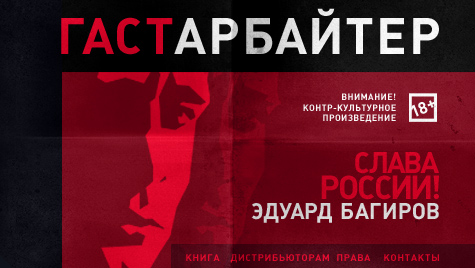 ГАСТАРБАЙТЕР
ВНИМАНИЕ!
КОНТР-КУЛЬТУРНОЕ
ПРОИЗВЕДЕНИЕ
18+
СЛАВА
РОССИИ!
ЭДУАРД БАГИРОВ
КНИГА ДИСТРИБЬЮТОРАМ ПРАВА КОНТАКТЫ